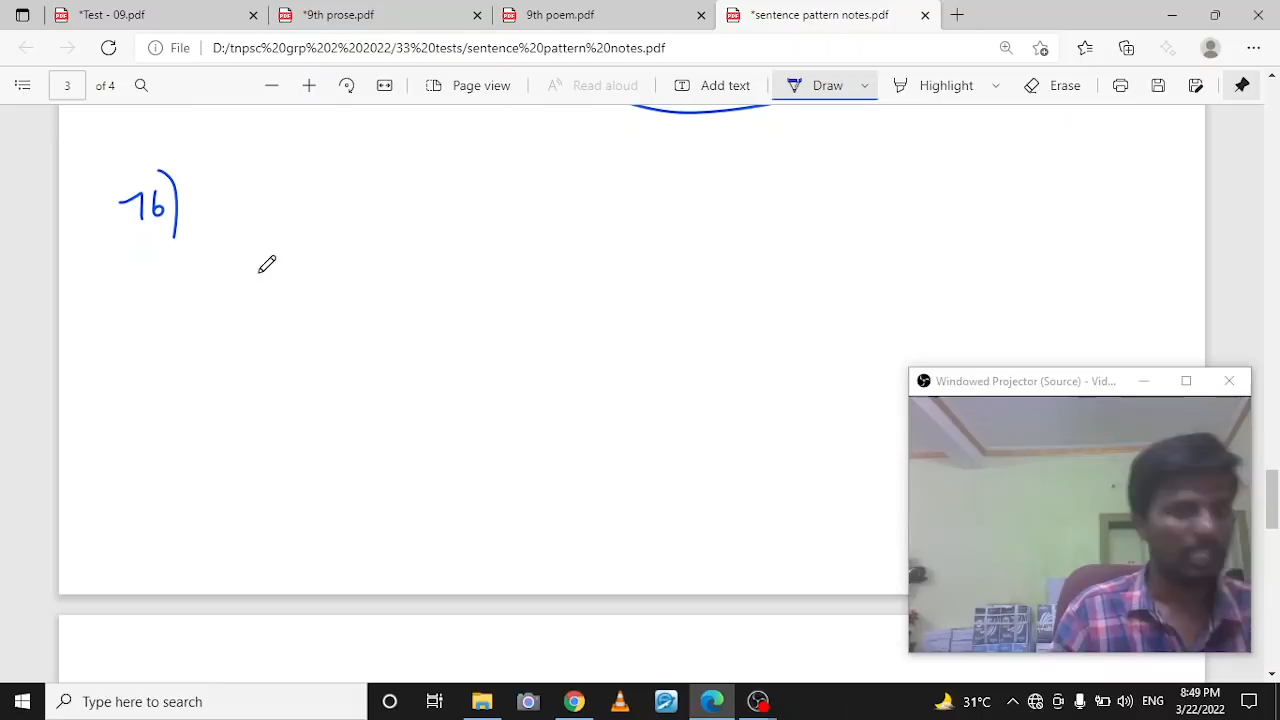 *Test - 09.pdf
*9th prose.pdf
9th poem.pdf
*sentence pattern notes.pdf
File
D:/tnpsc%20grp%202%202022/33%20tests/sentence%20pattern%20notes.pdf
3 of 4
Page view
Read aloud
Add text
Draw
Highlight
Erase
16)
Windowed Projector (Source) - Vid...
Type here to search
31°C
ENG
8:49 PM
3/22/2022